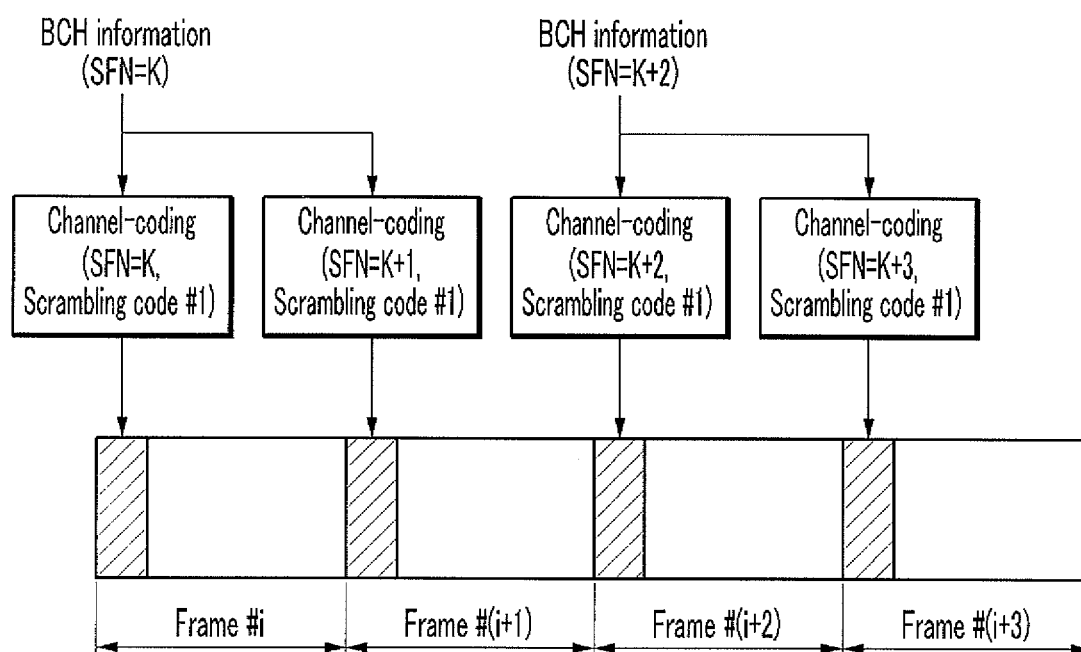 BCH information
(SFN=K)
BCH information
(SFN=K+2)
Channel-coding
(SFN=K,
Scrambling code #1)
Channel-coding
(SFN=K+1,
Scrambling code #1)
Channel-coding
(SFN=K+2,
Scrambling code #1)
Channel-coding
(SFN=K+3,
Scrambling code #1)
Frame #i
Frame #(i+1)
Frame #(i+2)
Frame #(i+3)